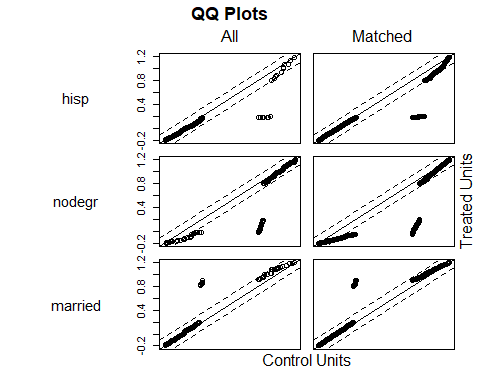 QQ Plots
All Matched
hisp
-0.2 0.4 0.8 1.2
nodegr
-0.2 0.4 0.8 1.2
married
-0.2 0.4 0.8 1.2
Treated Units
Control Units